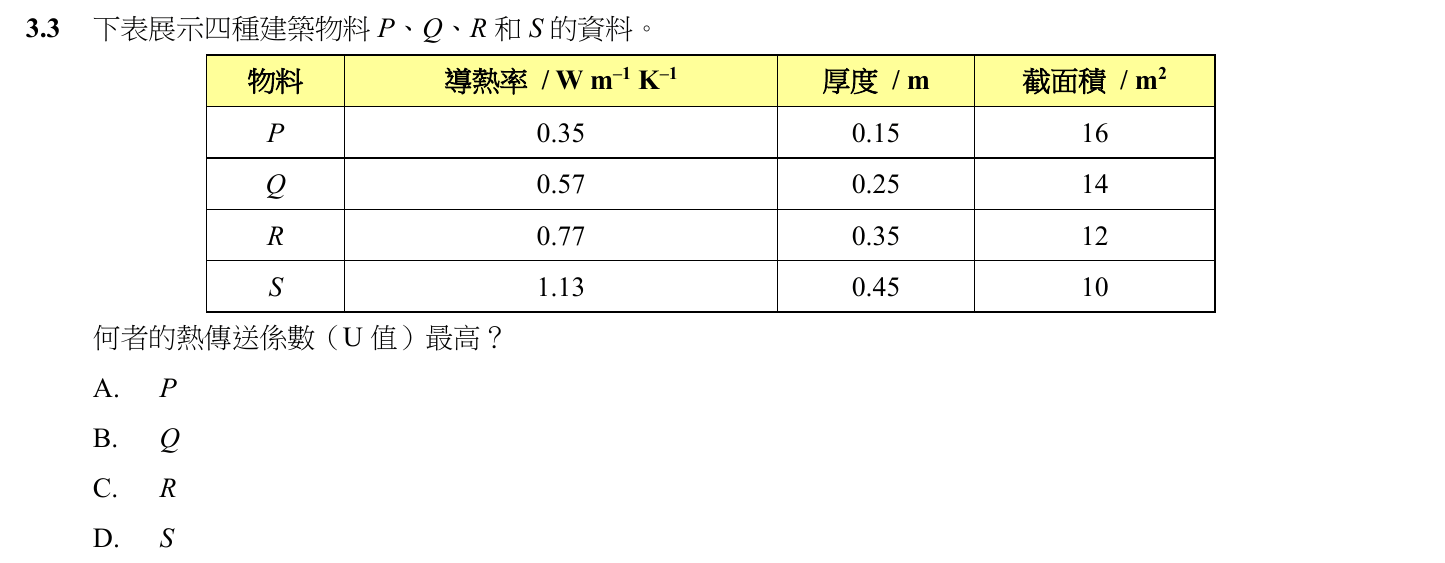 3.3 下表展示四種建築物料 P、Q、R 和 S 的資料。
物料 導熱率 / W m⁻¹ K⁻¹ 厚度 / m 截面積 / m²
P 0.35 0.15 16
Q 0.57 0.25 14
R 0.77 0.35 12
S 1.13 0.45 10
何者的熱傳送係數（U 值）最高？
A. P
B. Q
C. R
D. S